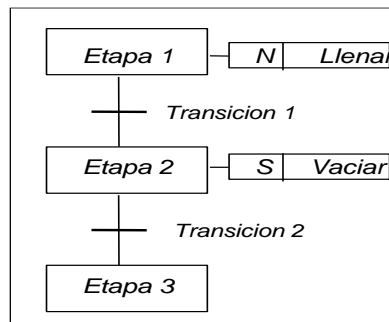 Etapa 1 N Llenar
Transicion 1
Etapa 2 S Vaciar
Transicion 2
Etapa 3